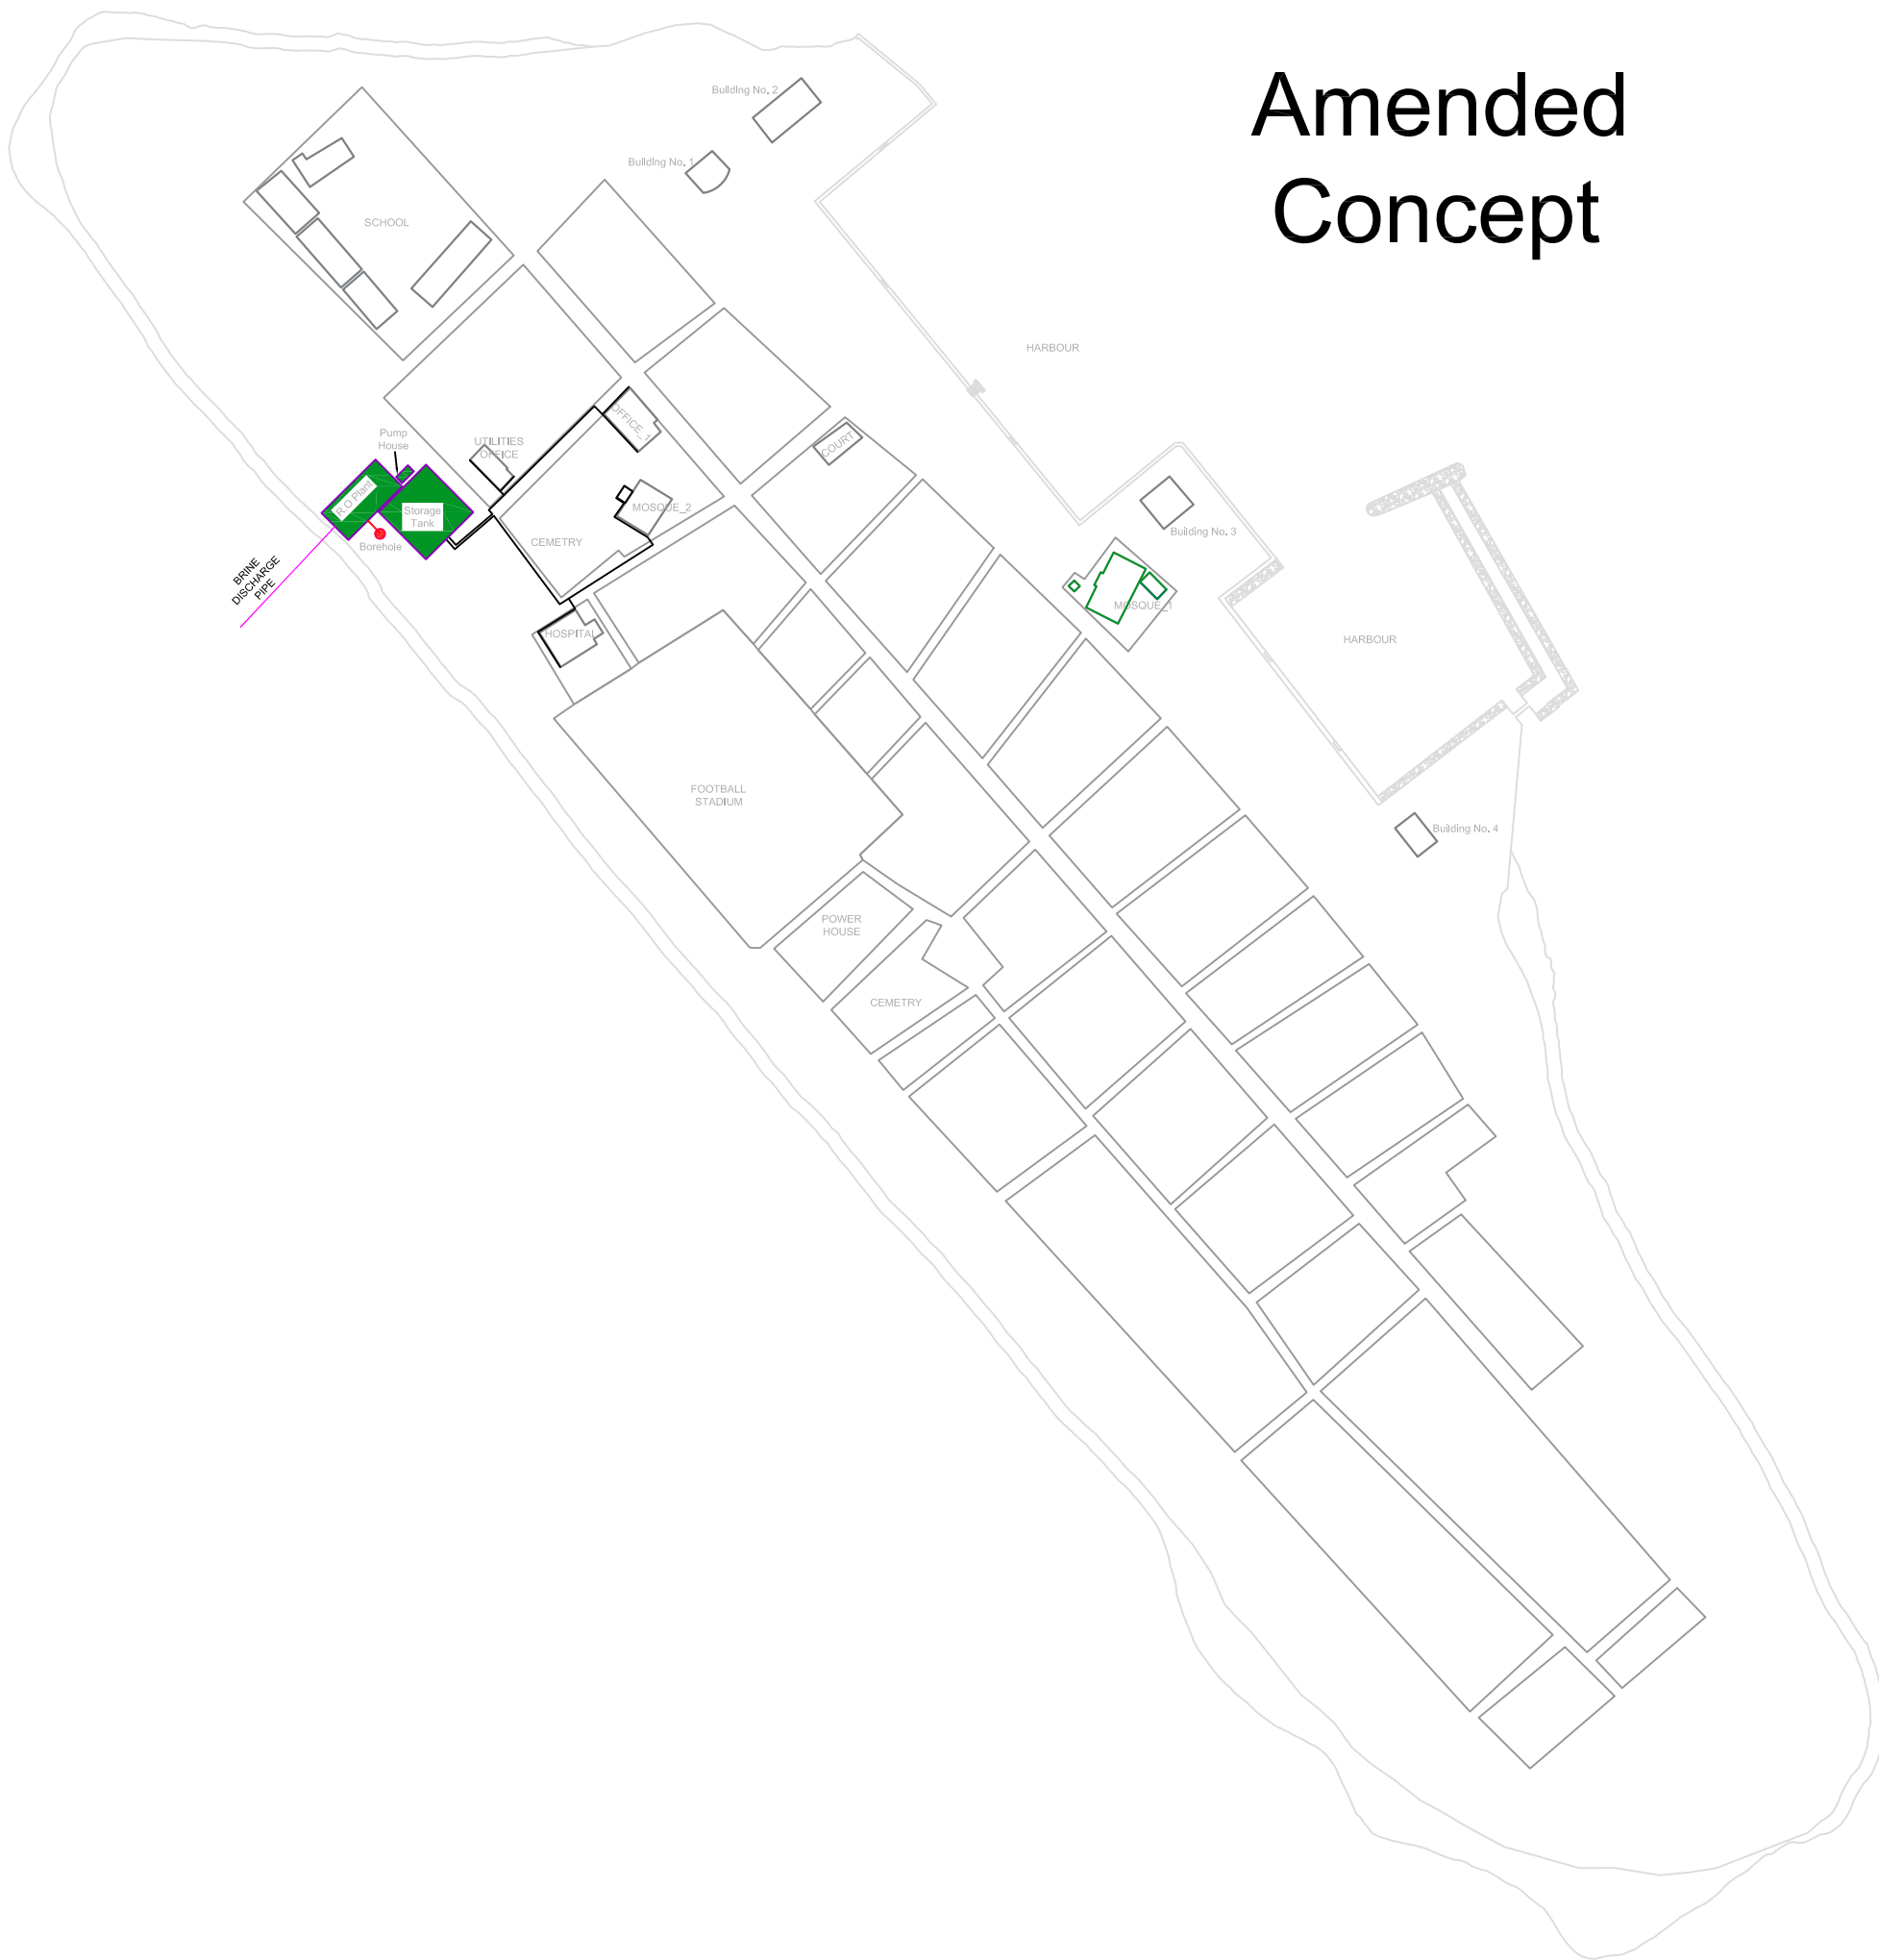 Amended
Concept
Building No. 2
Building No. 1
SCHOOL
HARBOUR
OFFICE_1
Pump
House
UTILITIES
OFFICE
COURT
R.O Plant
Storage
Tank
MOSQUE_2
Building No. 3
Borehole
CEMETRY
BRINE
DISCHARGE
PIPE
MOSQUE_1
HOSPITAL
HARBOUR
FOOTBALL
STADIUM
Building No. 4
POWER
HOUSE
CEMETRY